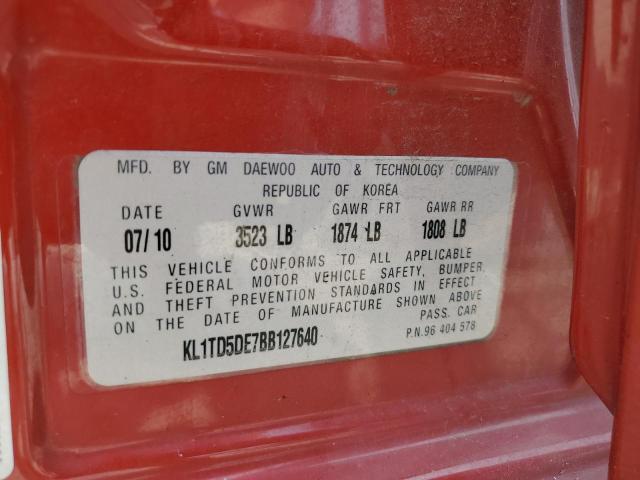 MFD. BY GM DAEWOO AUTO & TECHNOLOGY COMPANY
REPUBLIC OF KOREA
DATE GVWR GAWR FRT GAWR RR
07/10 3523 LB 1874 LB 1808 LB
THIS VEHICLE CONFORMS TO ALL APPLICABLE
U.S. FEDERAL MOTOR VEHICLE SAFETY, BUMPER,
AND THEFT PREVENTION STANDARDS IN EFFECT
ON THE DATE OF MANUFACTURE SHOWN ABOVE
PASS. CAR
KL1TD5DE7BB127640
P.N. 96 404 578